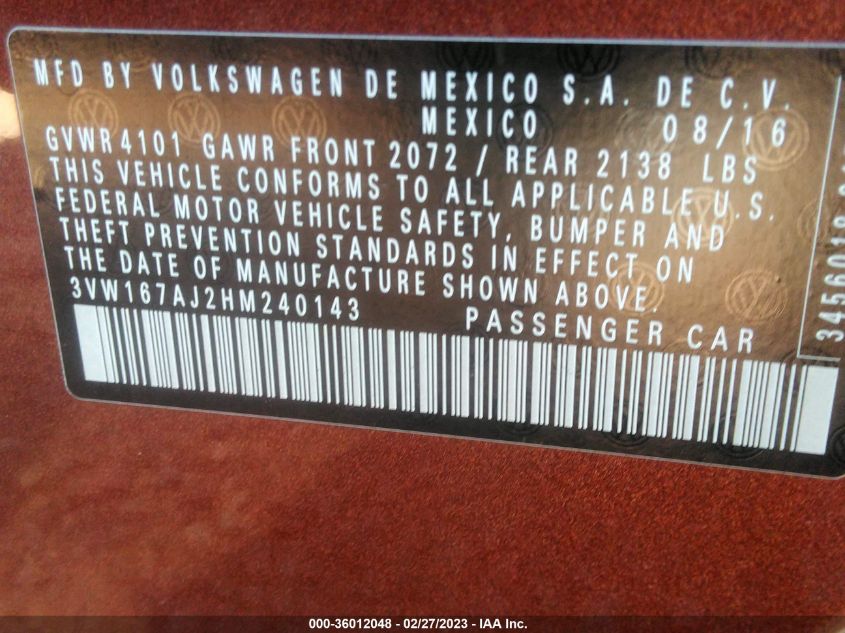 MFD BY VOLKSWAGEN DE MEXICO S.A. DE C.V.
MEXICO 08/16
GVWR 4101 GAWR FRONT 2072 / REAR 2138 LBS
THIS VEHICLE CONFORMS TO ALL APPLICABLE U.S.
FEDERAL MOTOR VEHICLE SAFETY, BUMPER AND
THEFT PREVENTION STANDARDS IN EFFECT ON
THE DATE OF MANUFACTURE SHOWN ABOVE.
3VW167AJ2HM240143 PASSENGER CAR
000-36012048 - 02/27/2023 - IAA Inc.